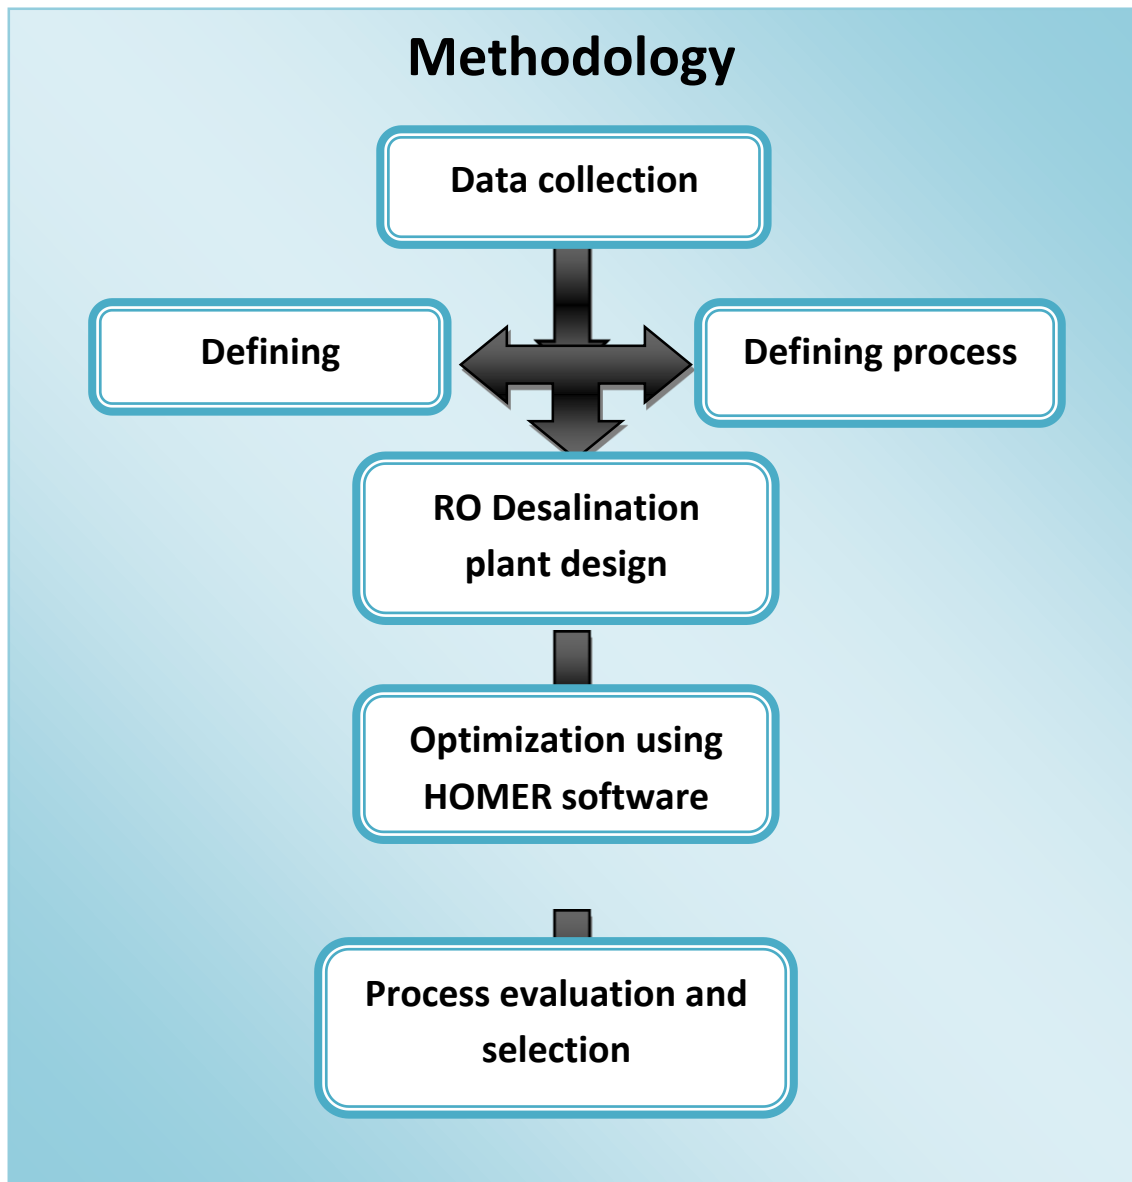 Methodology
Data collection
Defining
Defining process
RO Desalination
plant design
Optimization using
HOMER software
Process evaluation and
selection